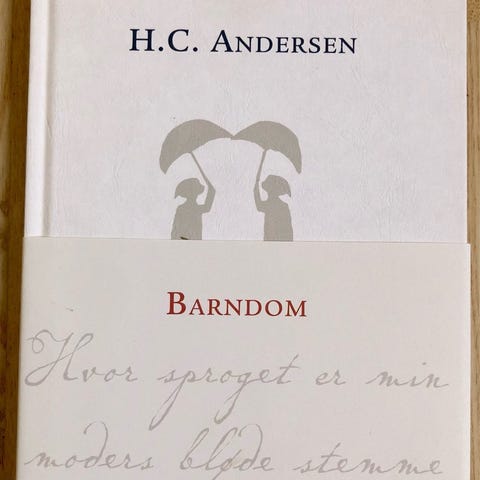 H.C. ANDERSEN
BARNDOM
Hvor sproget er min
moders bløde stemme